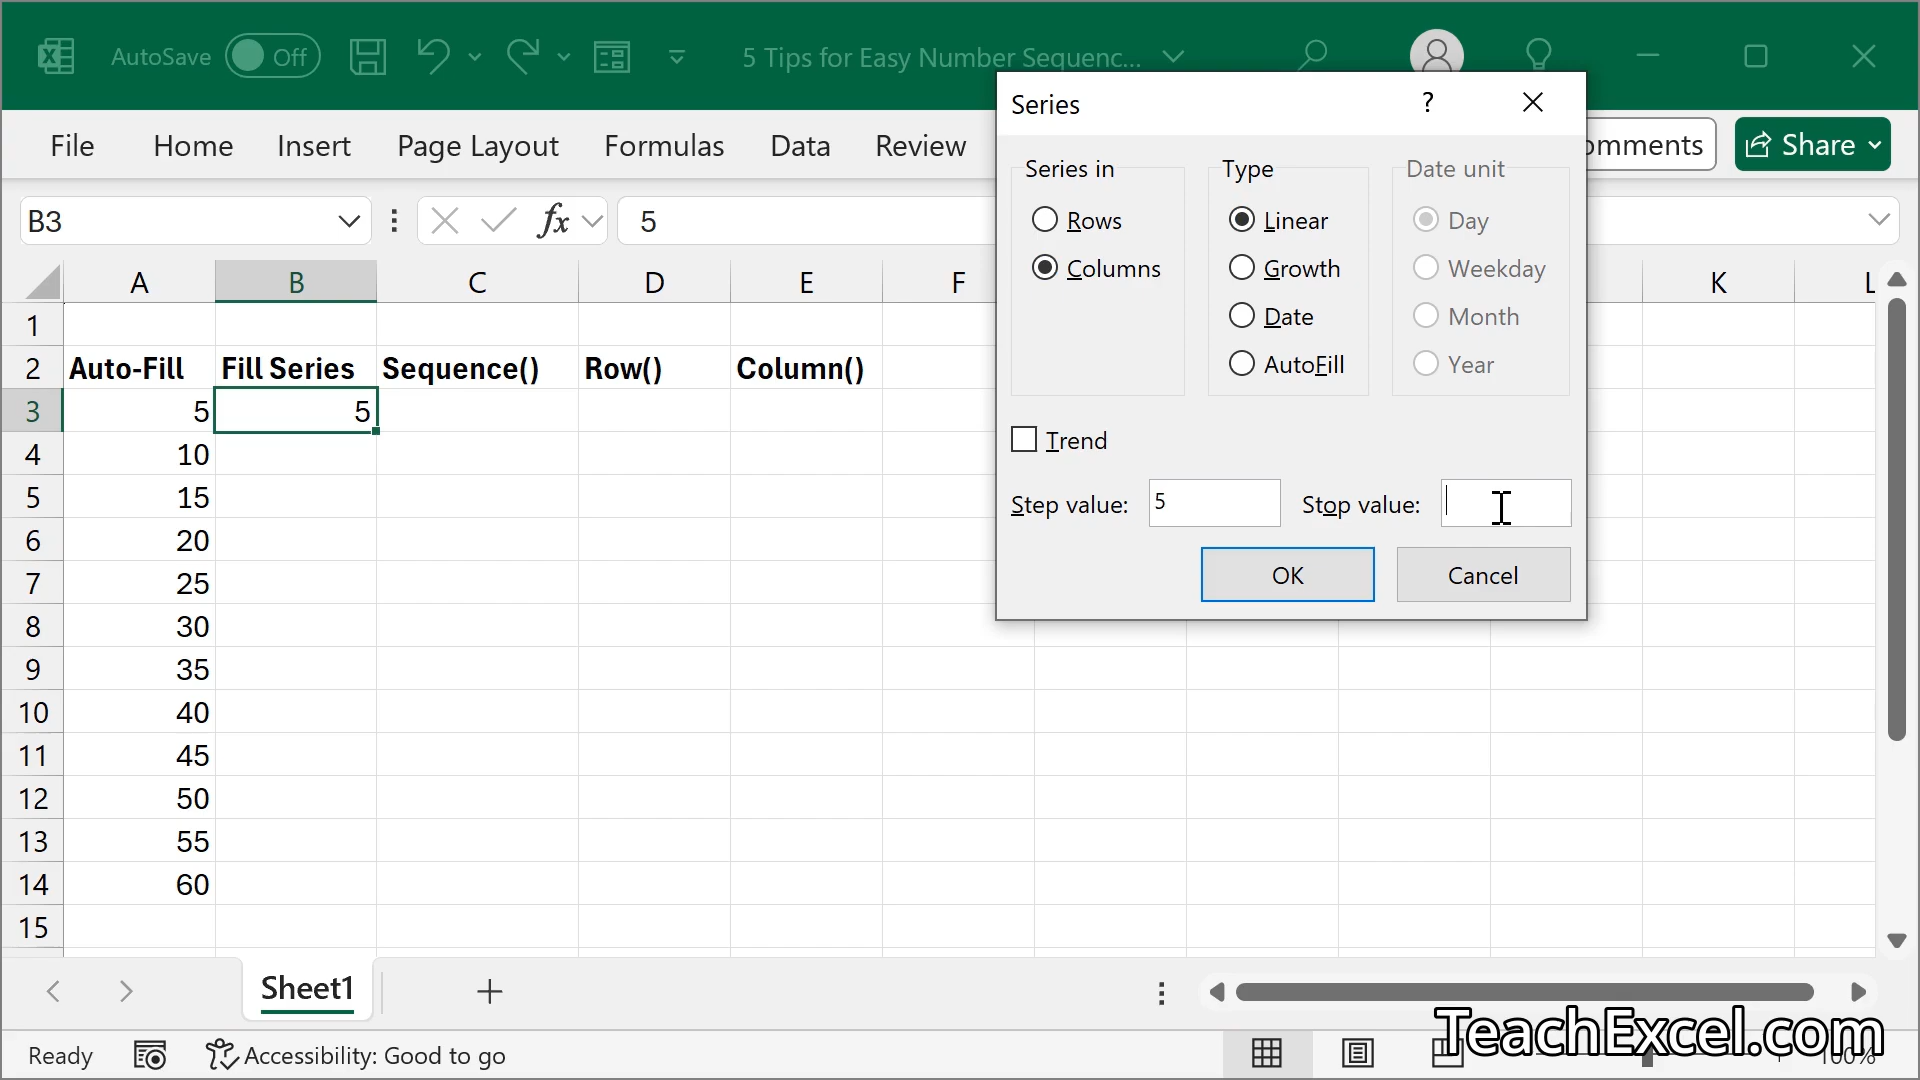 AutoSave Off 5 Tips for Easy Number Sequenc...
File Home Insert Page Layout Formulas Data Review omments Share
B3 fx 5
Series ?
Series in Type Date unit
Rows Linear Day
Columns Growth Weekday
Date Month
AutoFill Year
Trend
Step value: 5 Stop value:
OK Cancel
A B C D E F K L
1
2 Auto-Fill Fill Series Sequence() Row() Column()
3 5 5
4 10
5 15
6 20
7 25
8 30
9 35
10 40
11 45
12 50
13 55
14 60
15
Sheet1
TeachExcel.com
Ready Accessibility: Good to go 100%